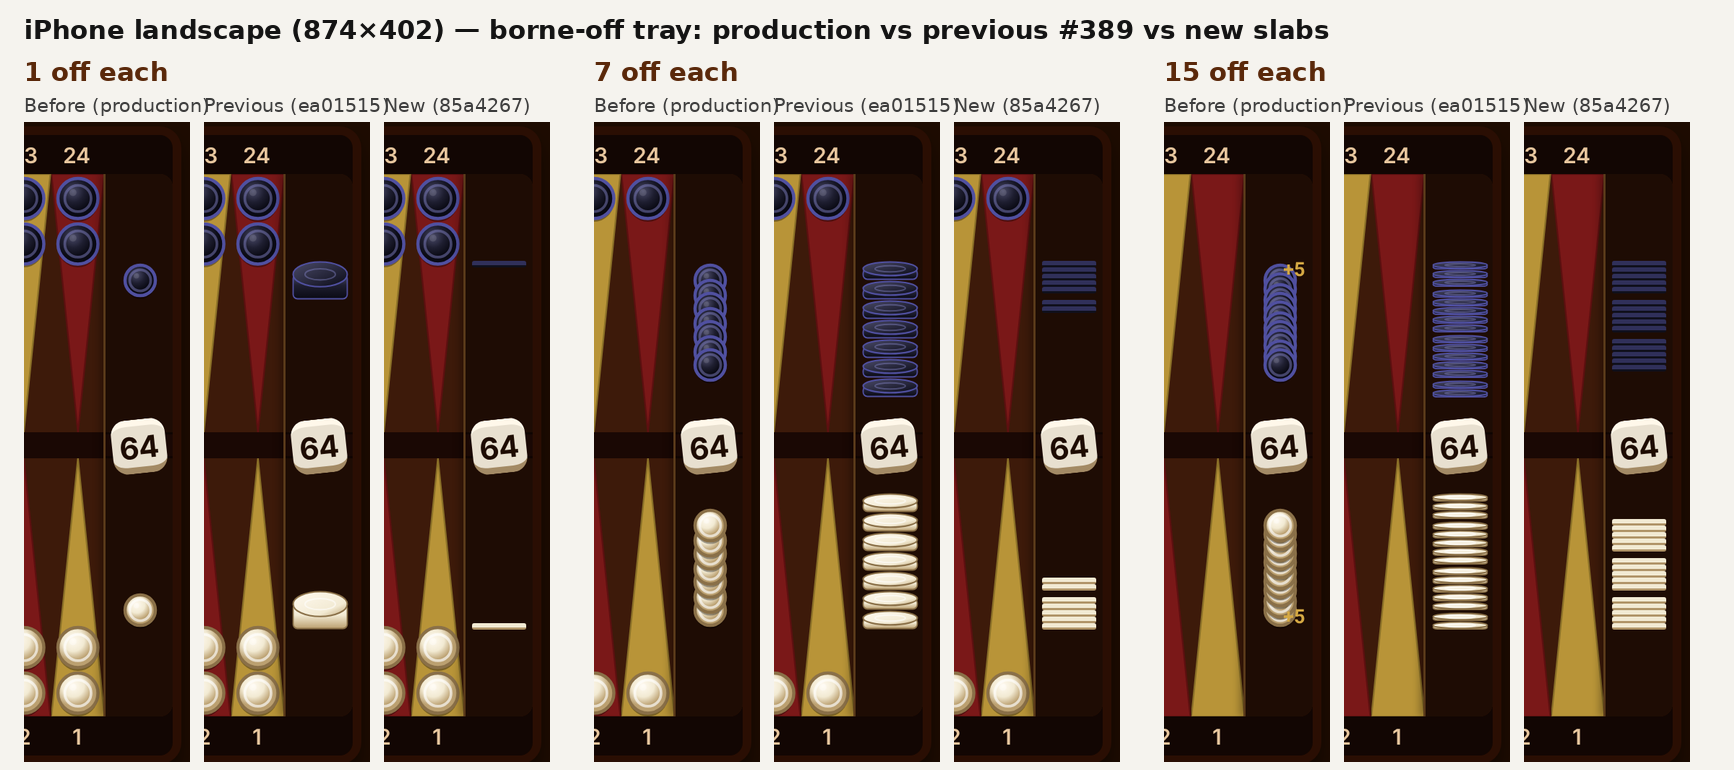 iPhone landscape (874×402) — borne-off tray: production vs previous #389 vs new slabs
1 off each 7 off each 15 off each
Before (production) Previous (ea01515) New (85a4267) Before (production) Previous (ea01515) New (85a4267) Before (production) Previous (ea01515) New (85a4267)
3 24 3 24 3 24 3 24 3 24 3 24 3 24 3 24 3 24
+5
64 64 64 64 64 64 64 64 64
+5
2 1 2 1 2 1 2 1 2 1 2 1 2 1 2 1 2 1